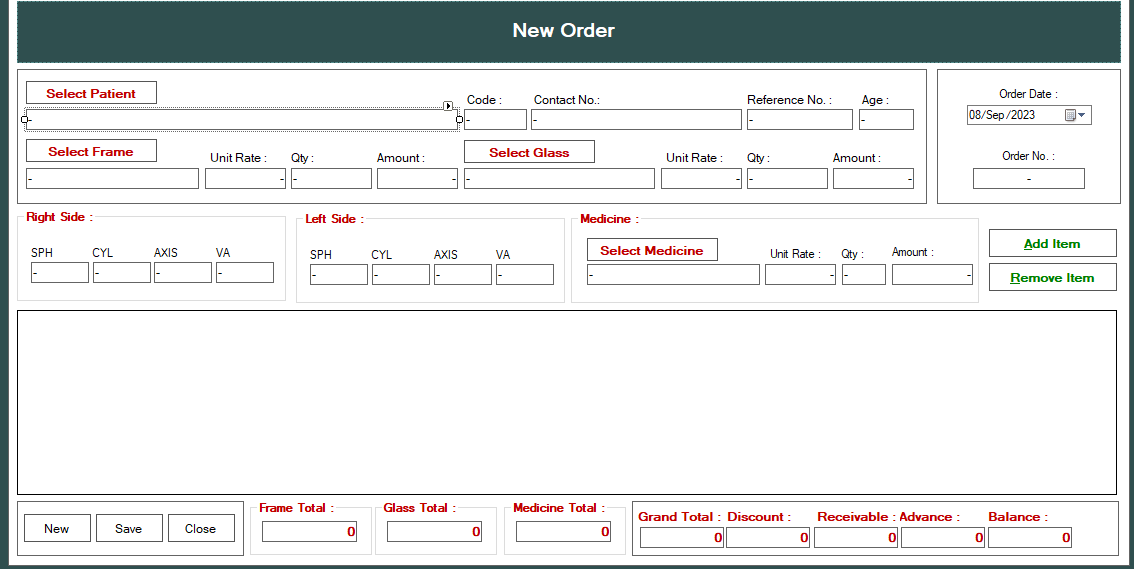 New Order
Select Patient
Code :
Contact No.:
Reference No. :
Age :
- - - - -
Order Date :
08/Sep/2023
Select Frame
Unit Rate :
Qty :
Amount :
Select Glass
Unit Rate :
Qty :
Amount :
- - - - - - - -
Order No. :
-
Right Side :
SPH CYL AXIS VA
- - - -
Left Side :
SPH CYL AXIS VA
- - - -
Medicine :
Select Medicine
Unit Rate :
Qty :
Amount :
- - - -
Add Item
Remove Item
New
Save
Close
Frame Total :
0
Glass Total :
0
Medicine Total :
0
Grand Total : Discount : Receivable : Advance : Balance :
0 0 0 0 0